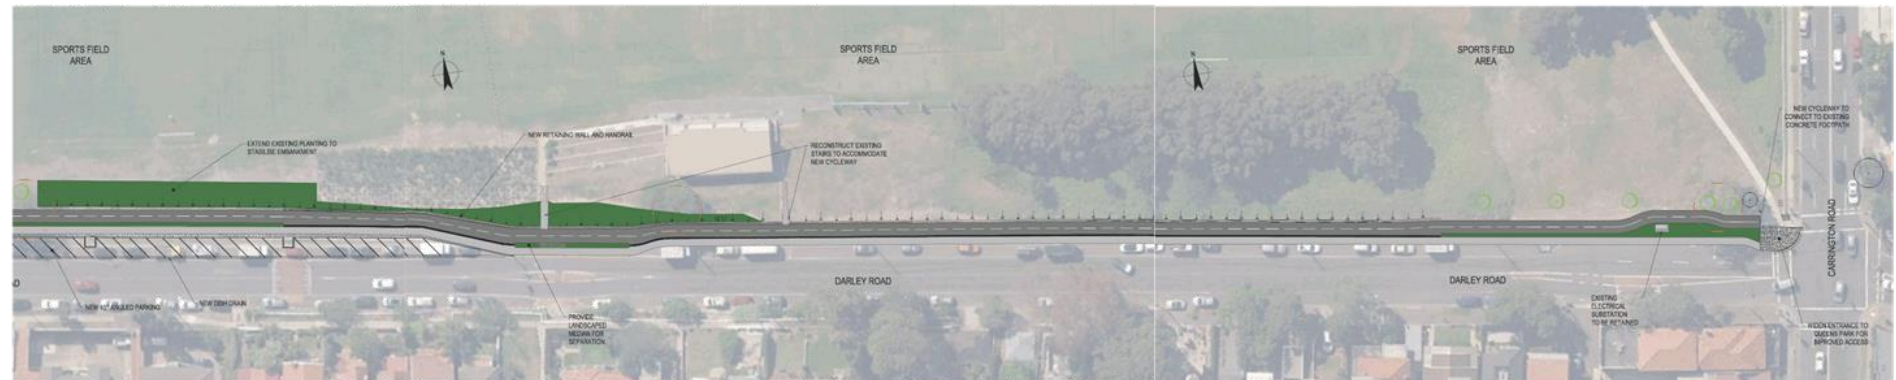 SPORTS FIELD
AREA
N
SPORTS FIELD
AREA
N
SPORTS FIELD
AREA
NEW CYCLEWAY TO
CONNECT TO EXISTING
CONCRETE FOOTPATH
EXTEND EXISTING PLANTING TO
STABILISE EMBANKMENT
NEW RETAINING WALL AND HANDRAIL
RECONSTRUCT EXISTING
STAIRS TO ACCOMMODATE
NEW CYCLEWAY
CARRINGTON ROAD
DARLEY ROAD
DARLEY ROAD
NEW DISH DRAIN
ANGLED PARKING
PROVIDE
LANDSCAPED
MEDIAN FOR
SEPARATION
EXISTING
ELECTRICAL
SUBSTATION
TO BE RETAINED
WIDEN ENTRANCE TO
QUEENS PARK FOR
IMPROVED ACCESS